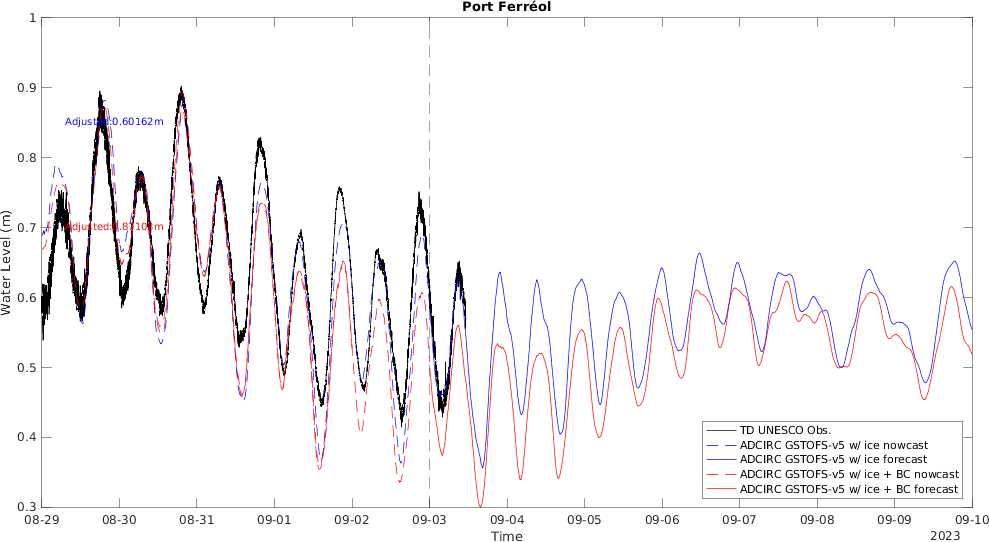 Port Ferréol
Water Level (m)
1
0.9
0.8
0.7
0.6
0.5
0.4
0.3
Adjusted:0.60162m
TD UNESCO Obs.
ADCIRC GSTOFS-v5 w/ ice nowcast
ADCIRC GSTOFS-v5 w/ ice forecast
ADCIRC GSTOFS-v5 w/ ice + BC nowcast
ADCIRC GSTOFS-v5 w/ ice + BC forecast
08-29 08-30 08-31 09-01 09-02 09-03 09-04 09-05 09-06 09-07 09-08 09-09 09-10
Time
2023